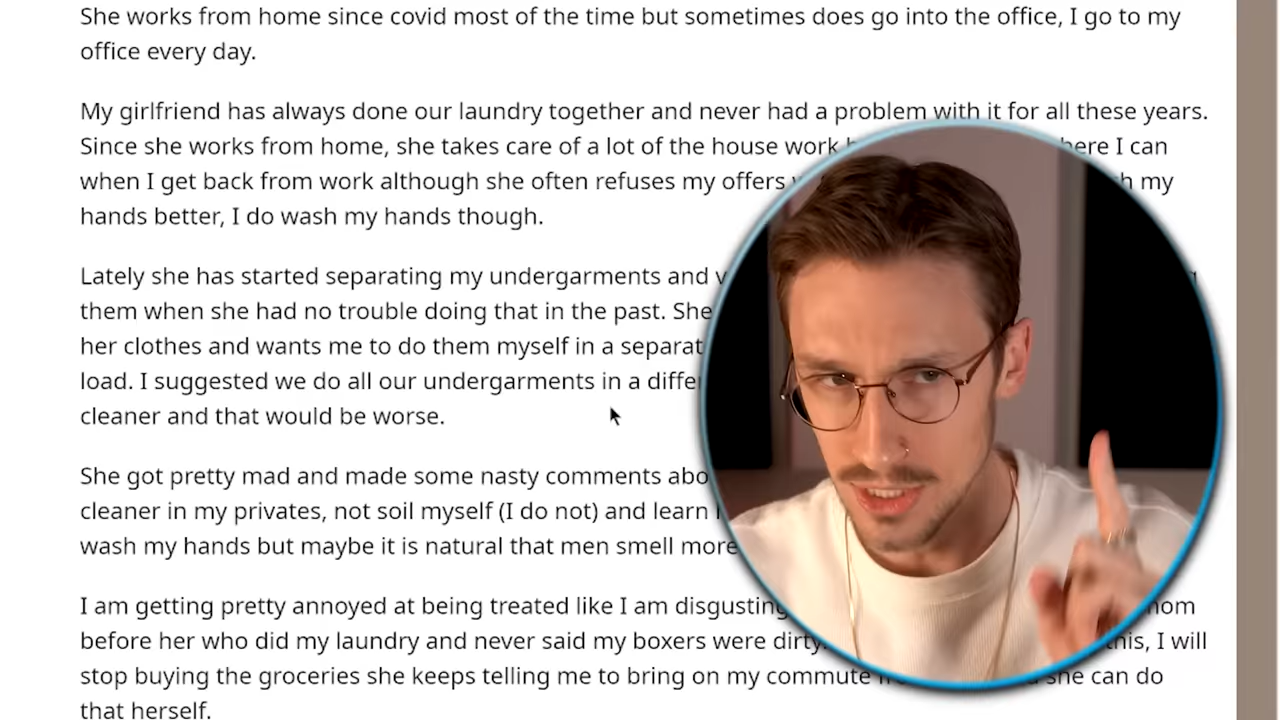 She works from home since covid most of the time but sometimes does go into the office, I go to my
office every day.
My girlfriend has always done our laundry together and never had a problem with it for all these years.
Since she works from home, she takes care of a lot of the house work here I can
when I get back from work although she often refuses my offers my
hands better, I do wash my hands though.
Lately she has started separating my undergarments and
them when she had no trouble doing that in the past. She
her clothes and wants me to do them myself in a
load. I suggested we do all our undergarments in a
cleaner and that would be worse.
She got pretty mad and made some nasty comments
cleaner in my privates, not soil myself (I do not) and learn
wash my hands but maybe it is natural that men smell more
I am getting pretty annoyed at being treated like I am disgusting
before her who did my laundry and never said my boxers were dirty. this, I will
stop buying the groceries she keeps telling me to bring on my commute she can do
that herself.